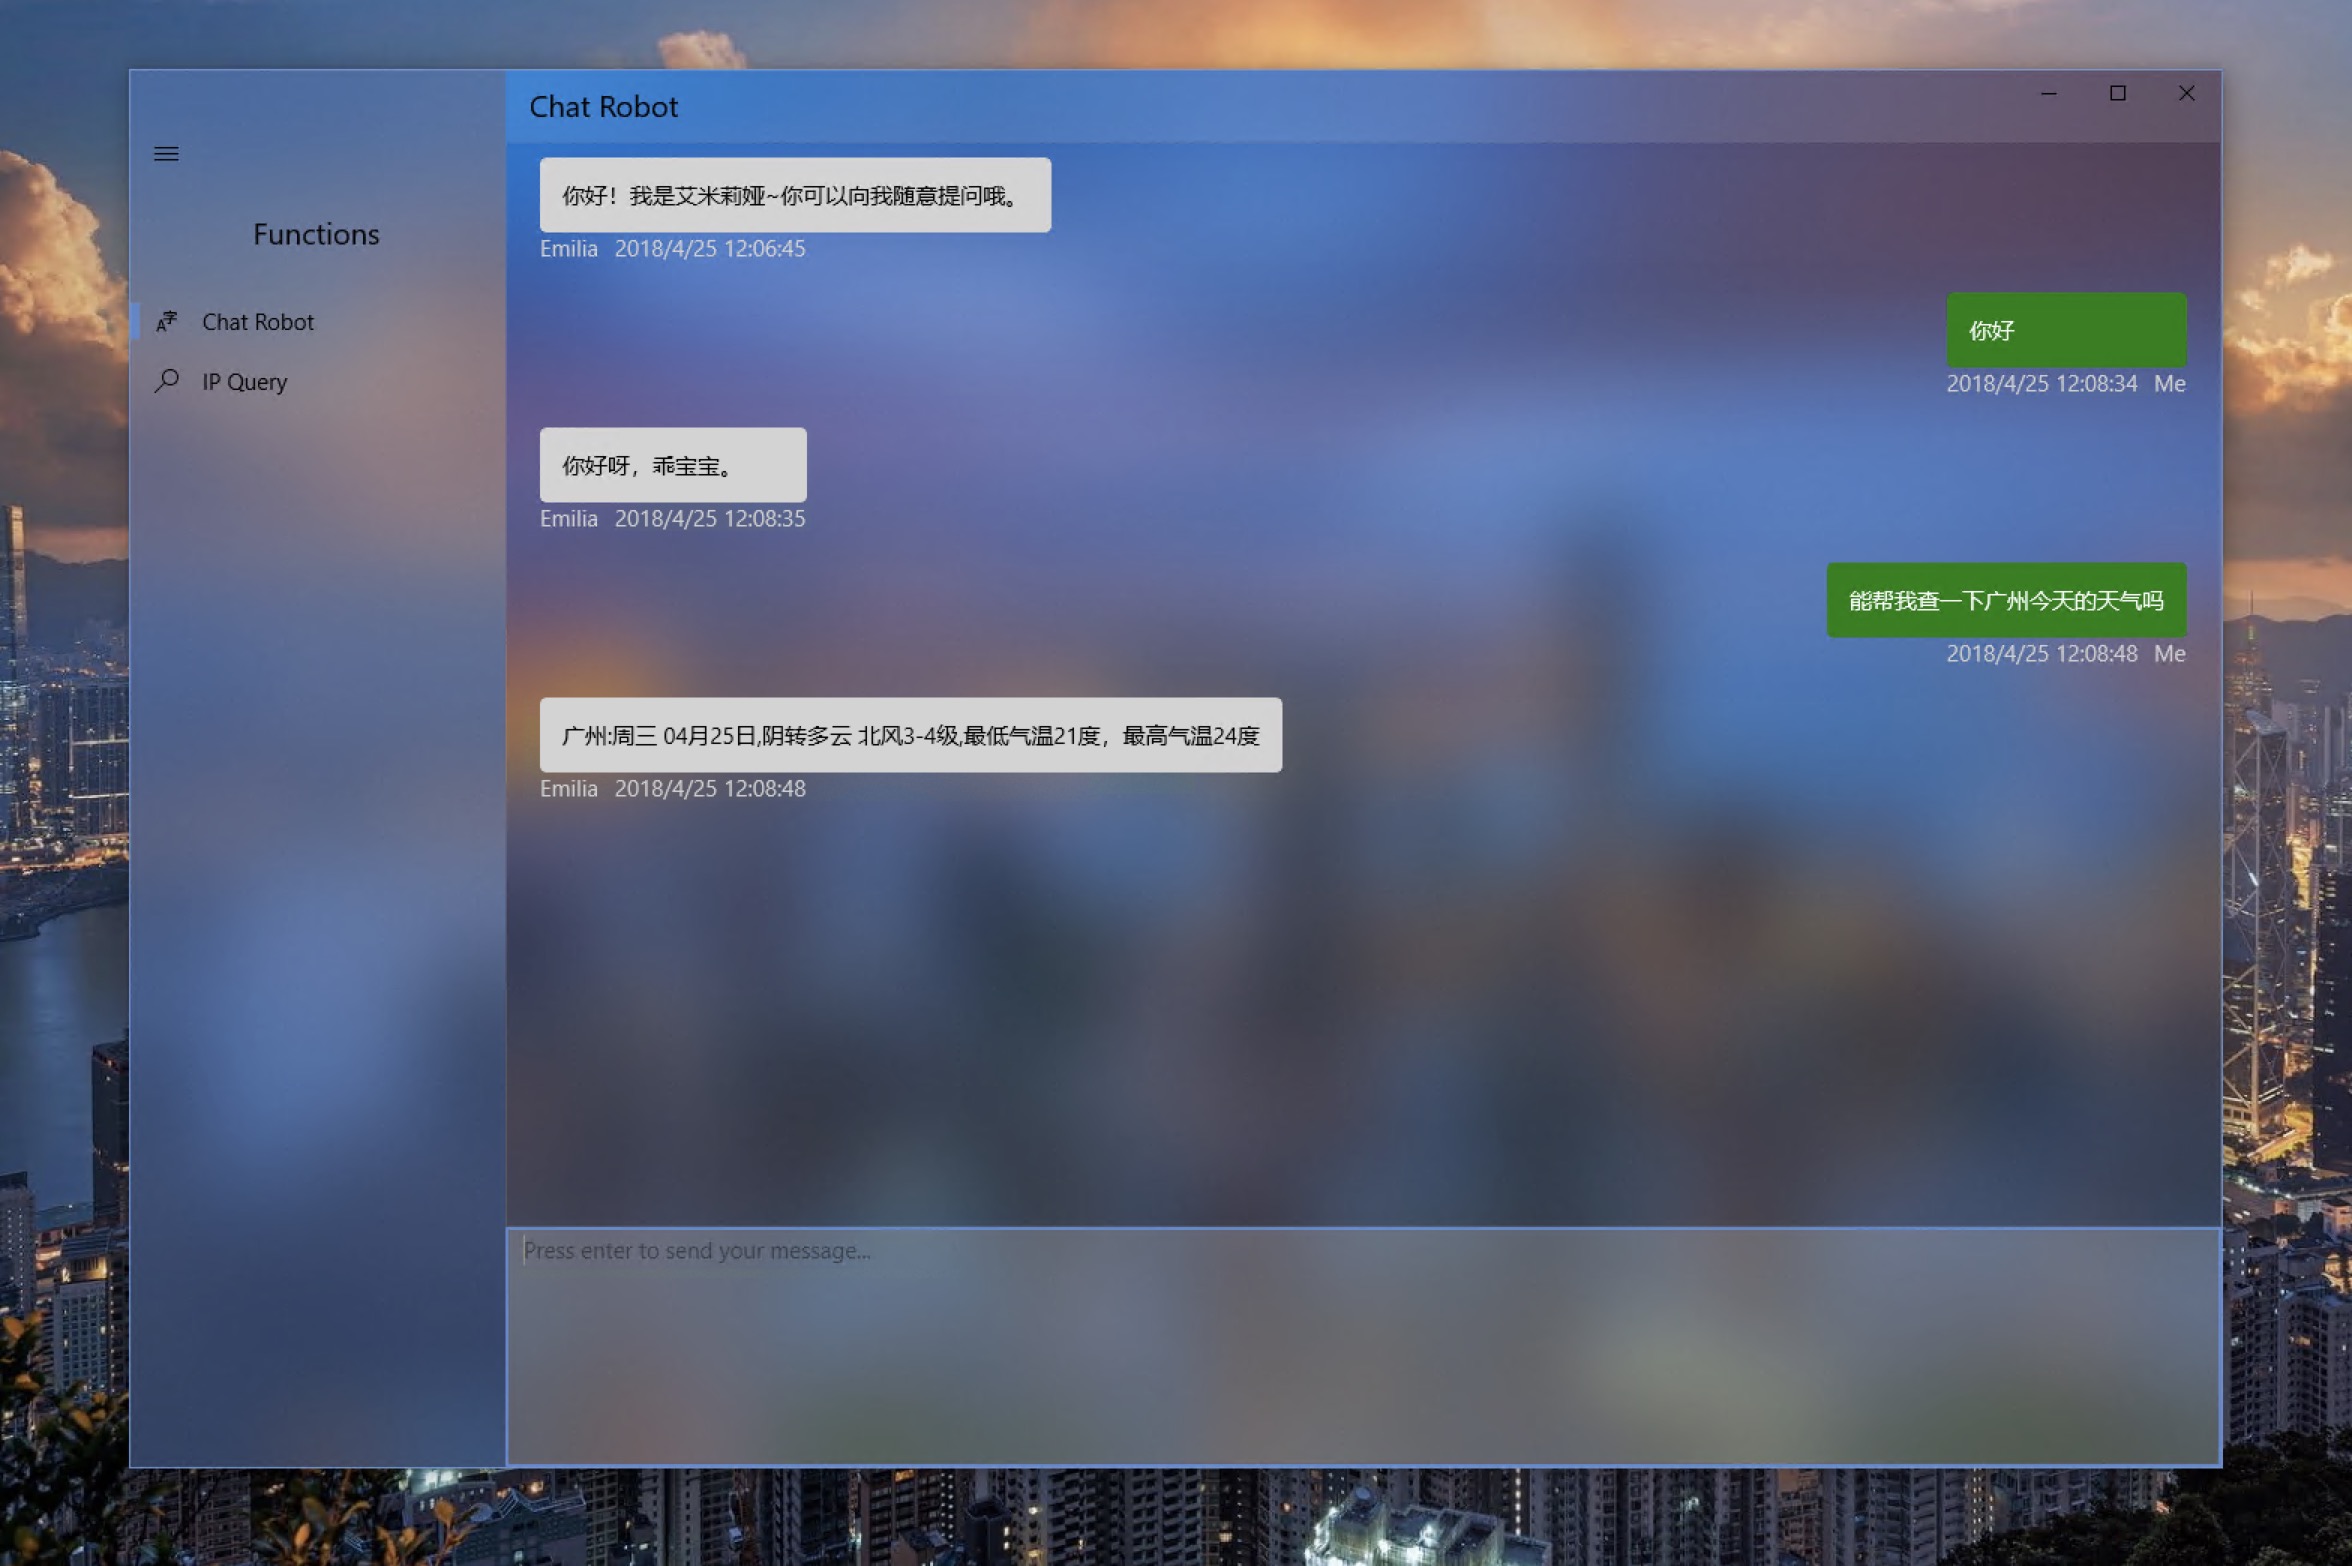 Chat Robot
Functions
Chat Robot
IP Query
你好！我是艾米莉娅~你可以向我随意提问哦。
Emilia 2018/4/25 12:06:45
你好
2018/4/25 12:08:34 Me
你好呀，乖宝宝。
Emilia 2018/4/25 12:08:35
能帮我查一下广州今天的天气吗
2018/4/25 12:08:48 Me
广州:周三 04月25日,阴转多云 北风3-4级,最低气温21度，最高气温24度
Emilia 2018/4/25 12:08:48
Press enter to send your message...